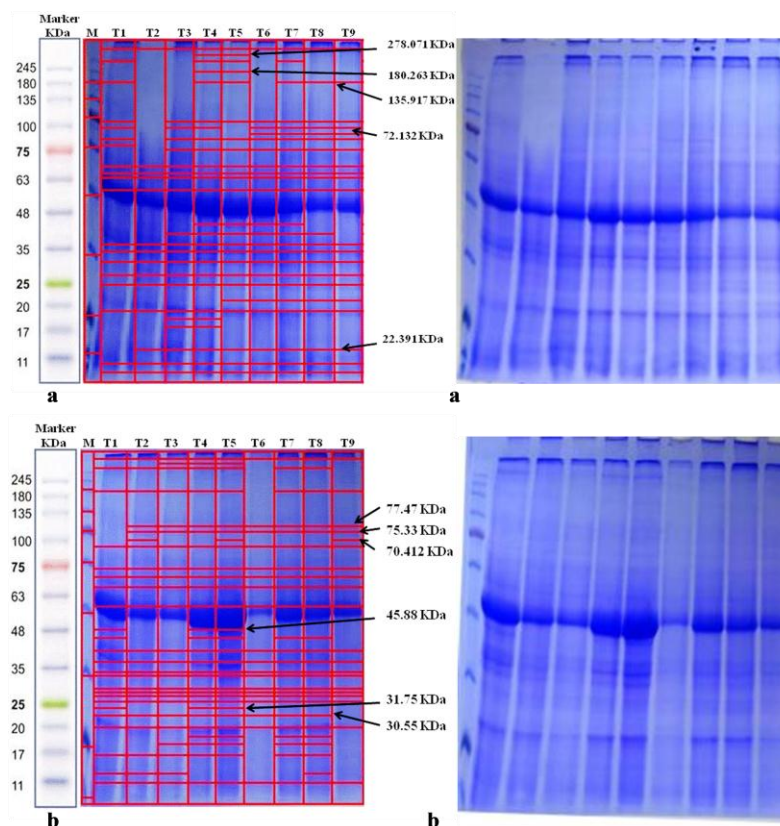 Marker
KDa
M T1 T2 T3 T4 T5 T6 T7 T8 T9
278.071 KDa
245
180.263 KDa
180
135.917 KDa
135
100
72.132 KDa
75
63
48
35
25
20
17
22.391 KDa
11
a a
Marker
KDa
M T1 T2 T3 T4 T5 T6 T7 T8 T9
245
180
77.47 KDa
135
75.33 KDa
100
70.412 KDa
75
63
45.88 KDa
48
35
31.75 KDa
25
30.55 KDa
20
17
11
b b